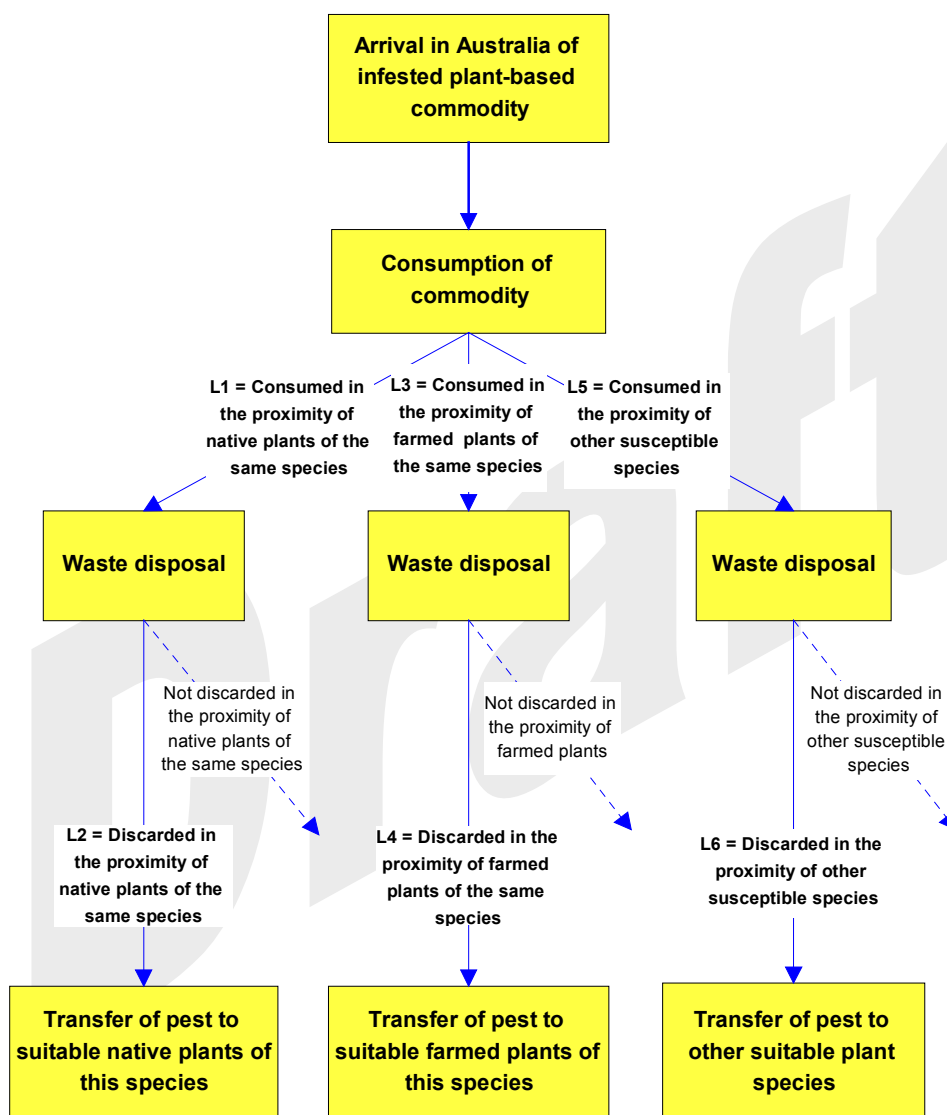 Arrival in Australia of
infested plant-based
commodity
Consumption of
commodity
L1 = Consumed in
the proximity of
native plants of the
same species
L3 = Consumed in
the proximity of
farmed plants of
the same species
L5 = Consumed in
the proximity of
other susceptible
species
Waste disposal
Waste disposal
Waste disposal
Not discarded in
the proximity of
native plants of
the same species
Not discarded in
the proximity of
farmed plants
Not discarded in
the proximity of
other susceptible
species
L2 = Discarded in
the proximity of
native plants of the
same species
L4 = Discarded in the
proximity of farmed
plants of the same
species
L6 = Discarded in the
proximity of other
susceptible species
Transfer of pest to
suitable native plants of
this species
Transfer of pest to
suitable farmed plants of
this species
Transfer of pest to
other suitable plant
species
Draft